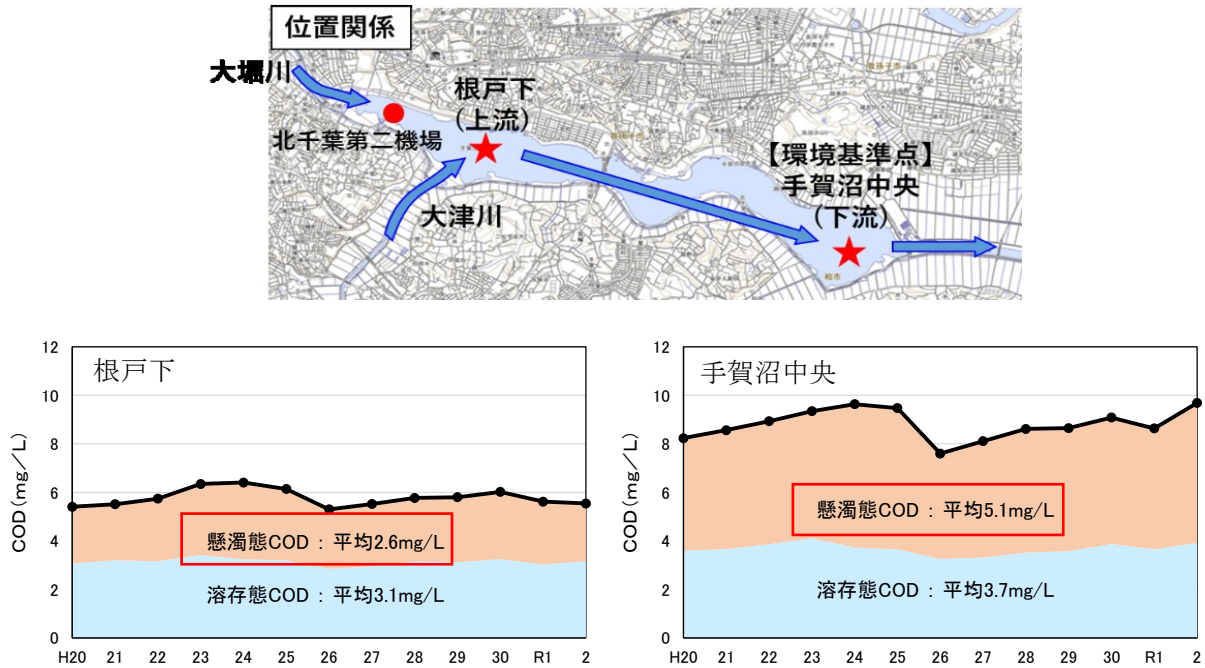 位置関係
大堀川
根戸下
(上流)
北千葉第二機場
大津川
【環境基準点】
手賀沼中央
(下流)
柏市
根戸下
COD(mg/L)
12
10
8
6
4
2
0
懸濁態COD : 平均2.6mg/L
溶存態COD : 平均3.1mg/L
H20 21 22 23 24 25 26 27 28 29 30 R1 2
手賀沼中央
COD(mg/L)
12
10
8
6
4
2
0
懸濁態COD : 平均5.1mg/L
溶存態COD : 平均3.7mg/L
H20 21 22 23 24 25 26 27 28 29 30 R1 2